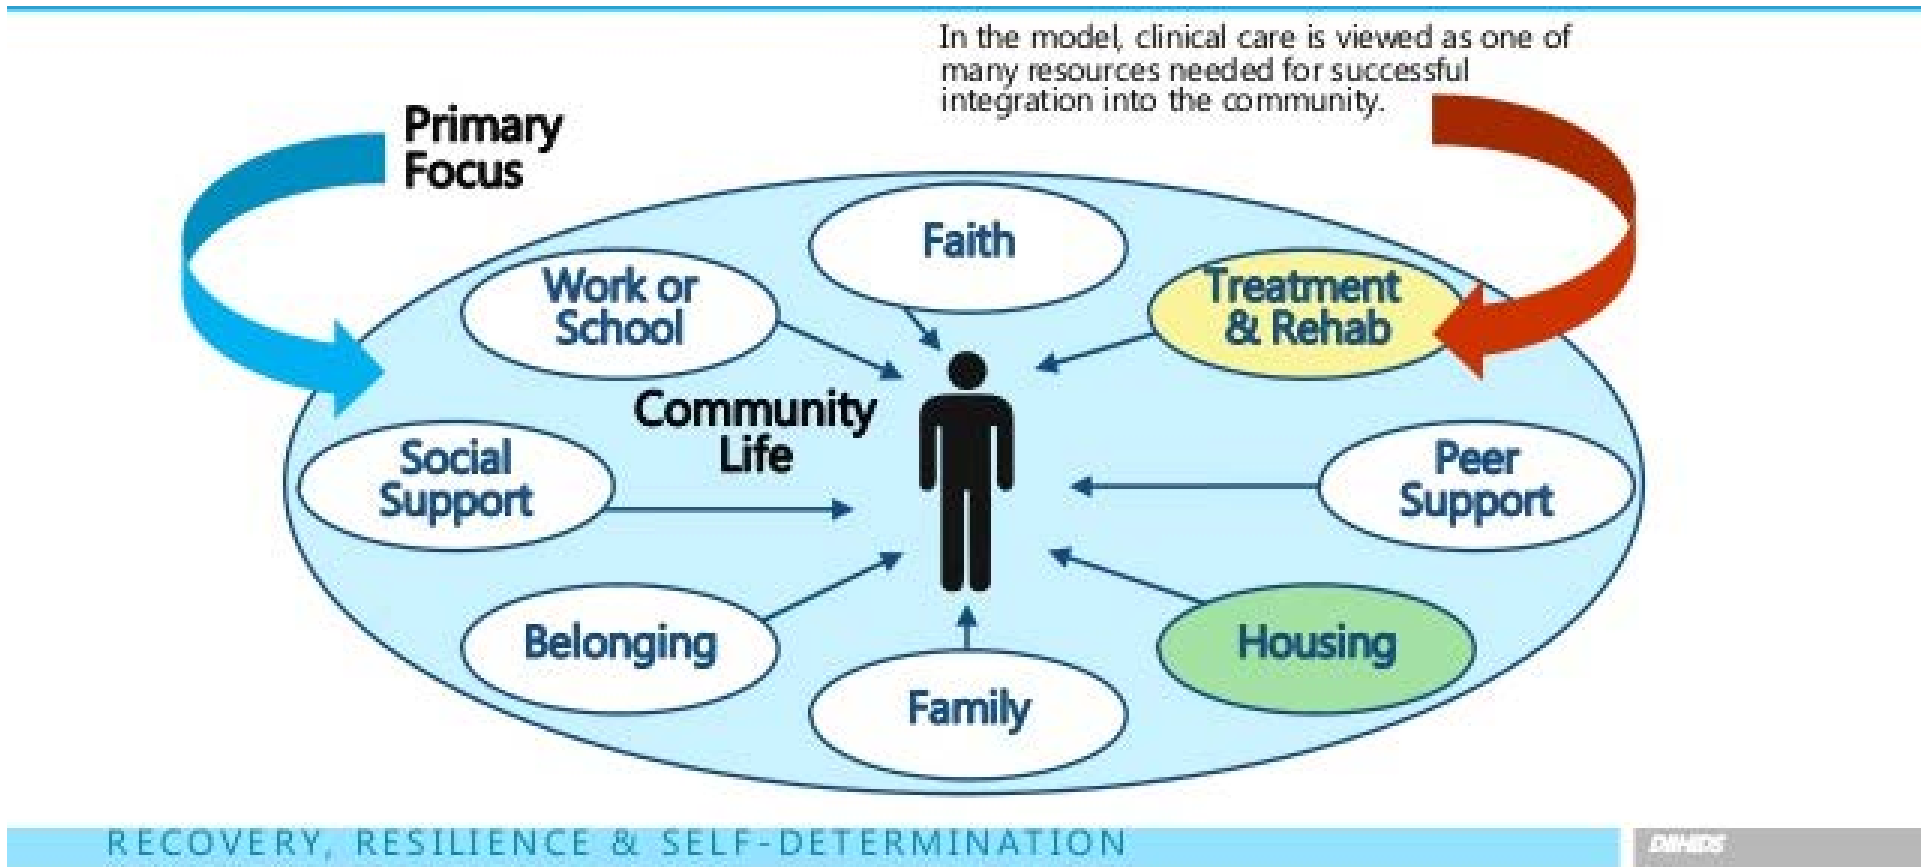 In the model, clinical care is viewed as one of
many resources needed for successful
integration into the community.
Primary
Focus
Faith
Work or
School
Treatment
& Rehab
Community
Life
Social
Support
Peer
Support
Belonging
Housing
Family
RECOVERY, RESILIENCE & SELF-DETERMINATION